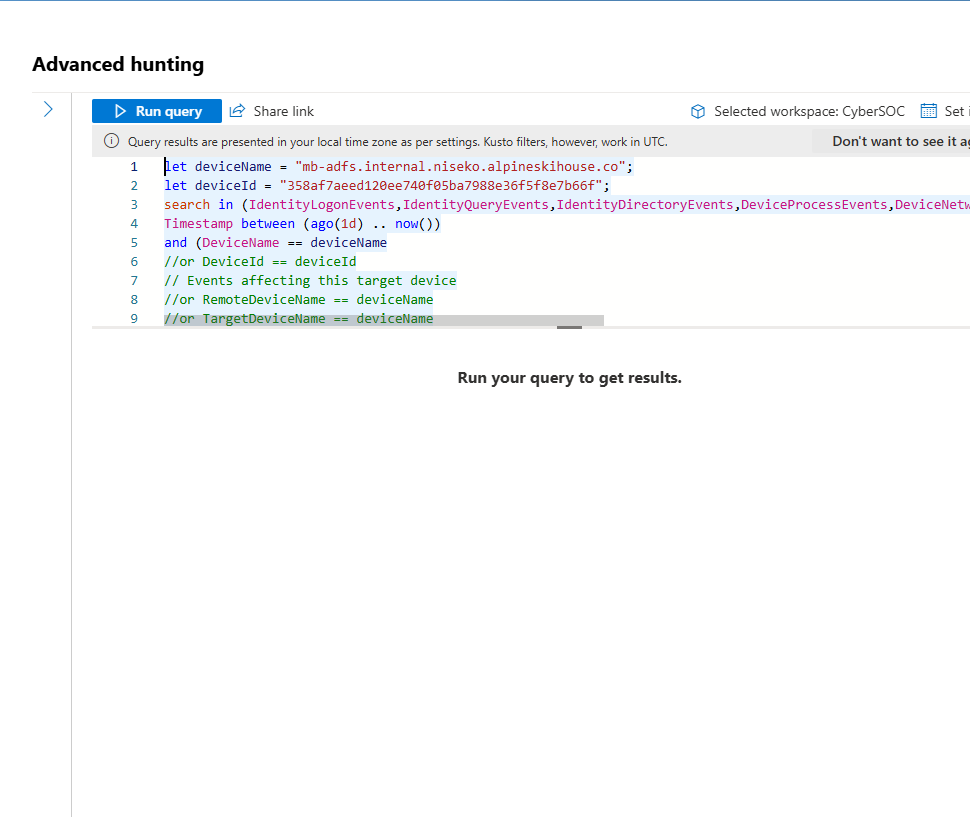 Advanced hunting
Run query
Share link
Selected workspace: CyberSOC
Set
Query results are presented in your local time zone as per settings. Kusto filters, however, work in UTC.
Don't want to see it
1 let deviceName = "mb-adfs.internal.niseko.alpineskihouse.co";
2 let deviceId = "358af7aeed120ee740f05ba7988e36f5f8e7b66f";
3 search in (IdentityLogonEvents,IdentityQueryEvents,IdentityDirectoryEvents,DeviceProcessEvents,DeviceNetw
4 Timestamp between (ago(1d) .. now())
5 and (DeviceName == deviceName
6 //or DeviceId == deviceId
7 // Events affecting this target device
8 //or RemoteDeviceName == deviceName
9 //or TargetDeviceName == deviceName
Run your query to get results.